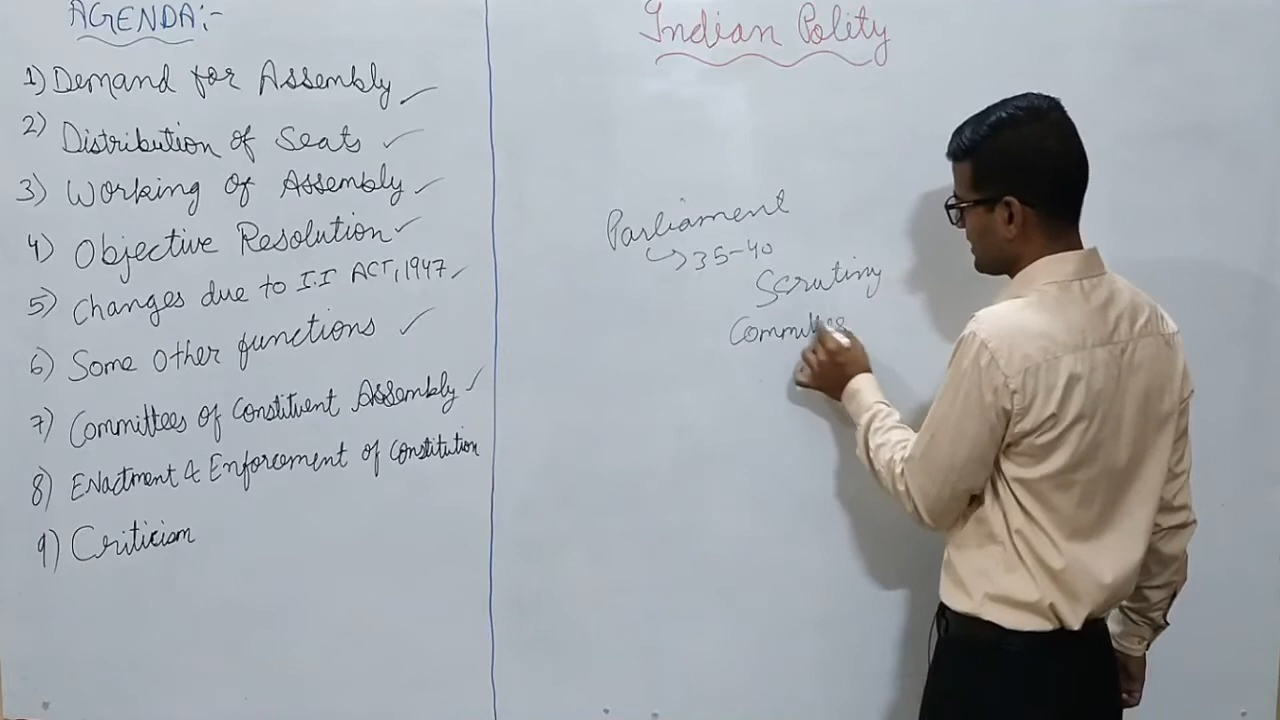 AGENDA:-
1) Demand for Assembly
2) Distribution of Seats
3) Working of Assembly
4) Objective Resolution
5) Changes due to I.I ACT, 1947
6) Some other functions
7) Committees of Constituent Assembly
8) Enactment & Enforcement of Constitution
9) Criticism
Indian Polity
Parliament
35-40
Scrutiny
Committee